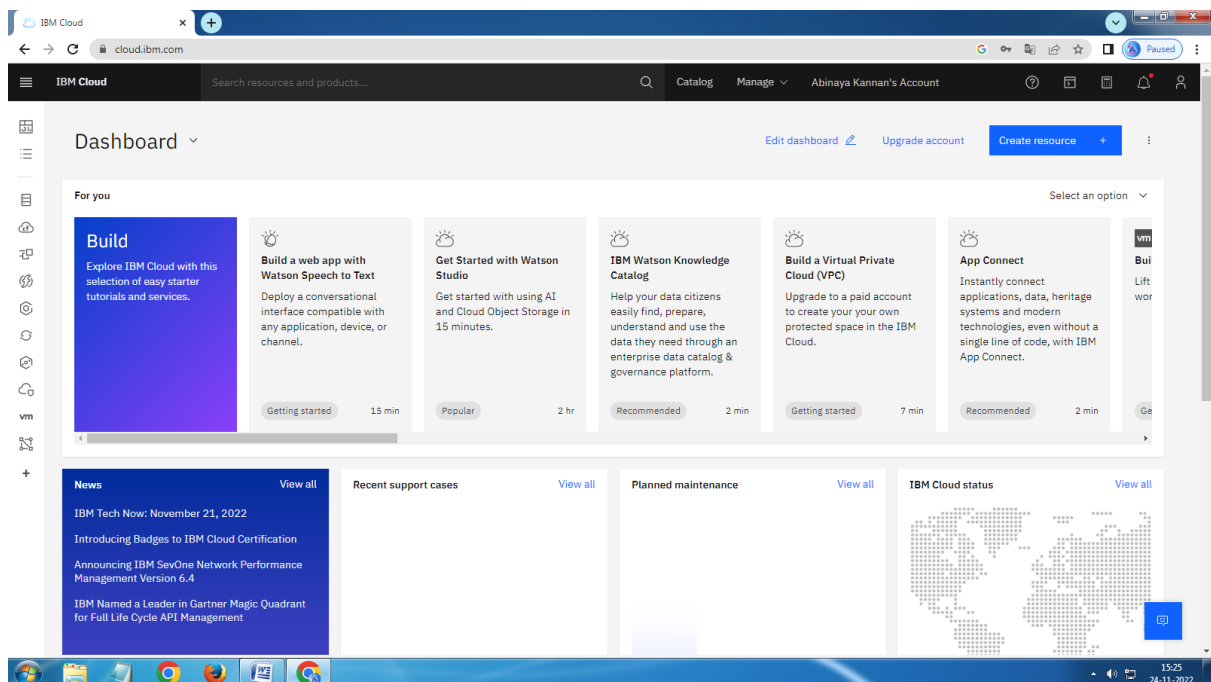 IBM Cloud
cloud.ibm.com
Paused
IBM Cloud
Search resources and products...
Catalog
Manage
Abinaya Kannan's Account
Dashboard
Edit dashboard
Upgrade account
Create resource +
For you
Select an option
Build
Explore IBM Cloud with this
selection of easy starter
tutorials and services.
Build a web app with
Watson Speech to Text
Deploy a conversational
interface compatible with
any application, device, or
channel.
Getting started
15 min
Get Started with Watson
Studio
Get started with using AI
and Cloud Object Storage in
15 minutes.
Popular
2 hr
IBM Watson Knowledge
Catalog
Help your data citizens
easily find, prepare,
understand and use the
data they need through an
enterprise data catalog &
governance platform.
Recommended
2 min
Build a Virtual Private
Cloud (VPC)
Upgrade to a paid account
to create your your own
protected space in the IBM
Cloud.
Getting started
7 min
App Connect
Instantly connect
applications, data, heritage
systems and modern
technologies, even without a
single line of code, with IBM
App Connect.
Recommended
2 min
vm
Bui
Lift
wor
Ge
vm
News
View all
IBM Tech Now: November 21, 2022
Introducing Badges to IBM Cloud Certification
Announcing IBM SevOne Network Performance
Management Version 6.4
IBM Named a Leader in Gartner Magic Quadrant
for Full Life Cycle API Management
Recent support cases
View all
Planned maintenance
View all
IBM Cloud status
View all
15:25
24-11-2022